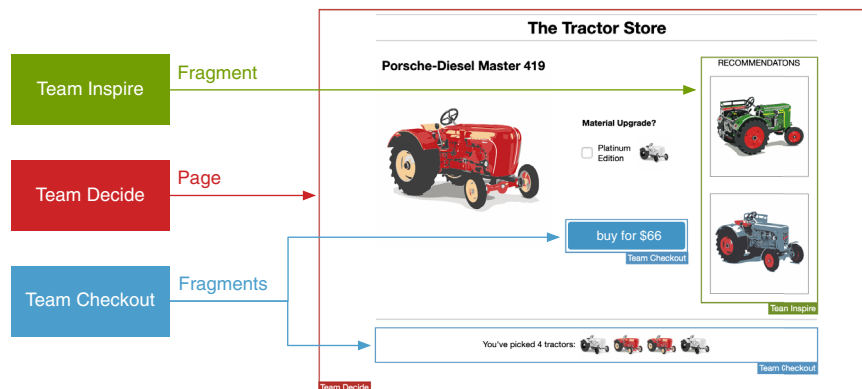 The Tractor Store
Team Inspire
Fragment
Porsche-Diesel Master 419
RECOMMENDATONS
Material Upgrade?
Platinum
Edition
Team Decide
Page
buy for $66
Team Checkout
Team Checkout
Fragments
Tean Inspire
You've picked 4 tractors:
Team Checkout
Team Decide